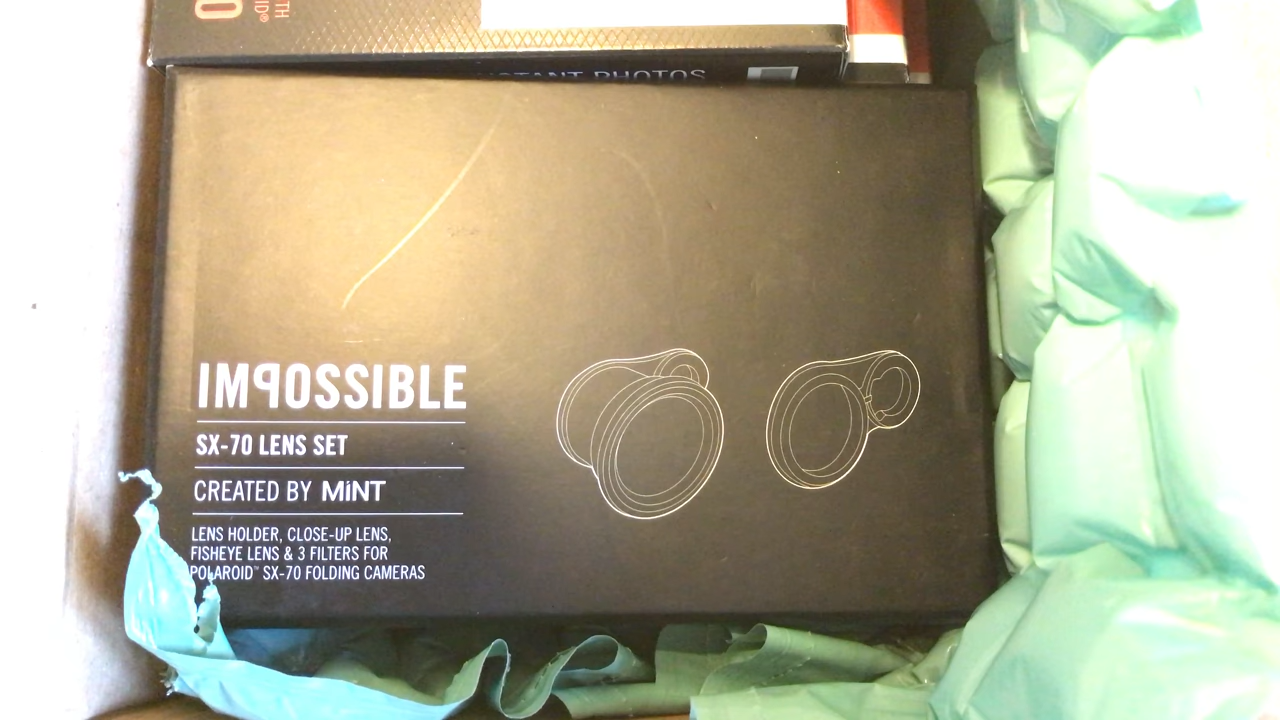 PHOTOS
IMPOSSIBLE
SX-70 LENS SET
CREATED BY MiNT
LENS HOLDER, CLOSE-UP LENS,
FISHEYE LENS & 3 FILTERS FOR
POLAROID™ SX-70 FOLDING CAMERAS